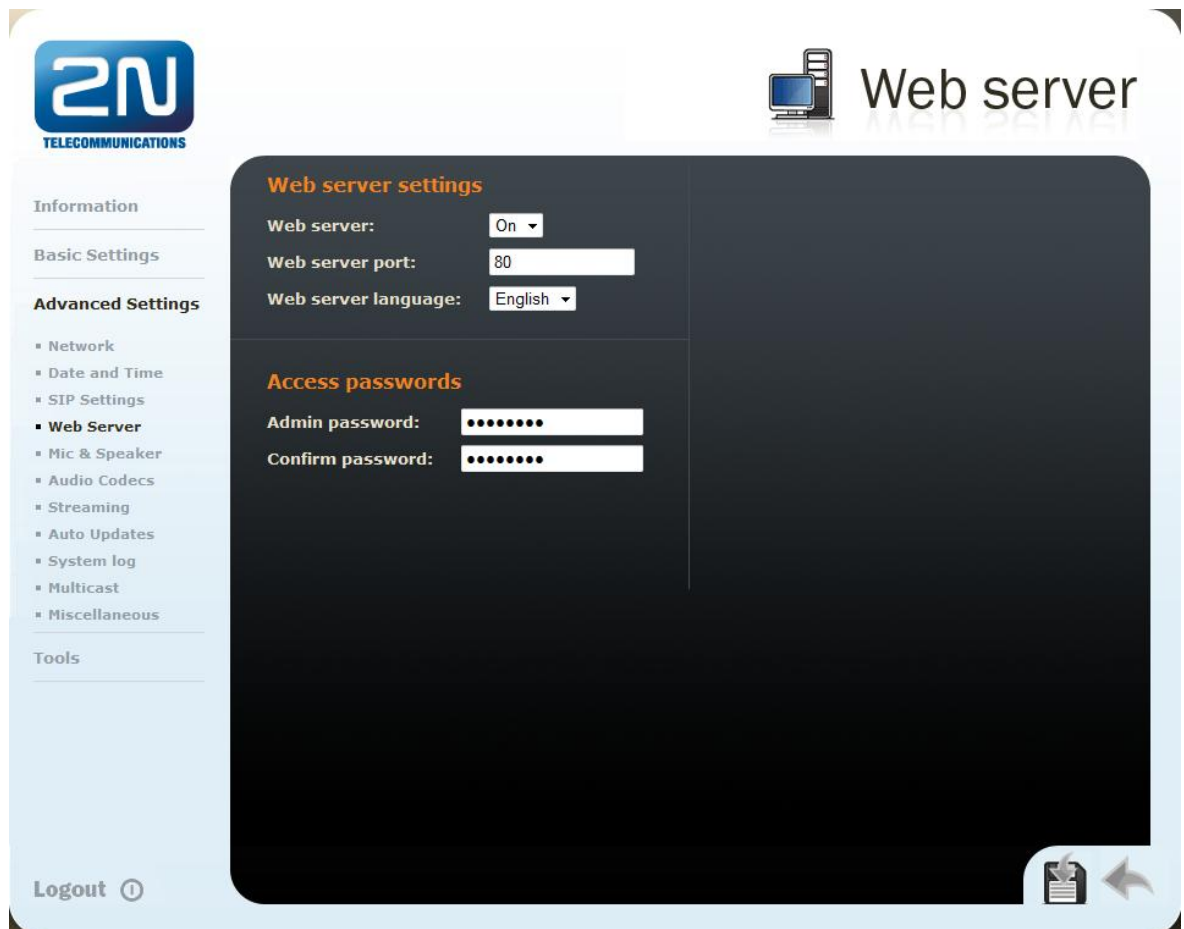 2N
TELECOMMUNICATIONS
Web server
Information
Basic Settings
Advanced Settings
Network
Date and Time
SIP Settings
Web Server
Mic & Speaker
Audio Codecs
Streaming
Auto Updates
System log
Multicast
Miscellaneous
Tools
Logout
Web server settings
Web server: On
Web server port: 80
Web server language: English
Access passwords
Admin password: ••••••••
Confirm password: ••••••••